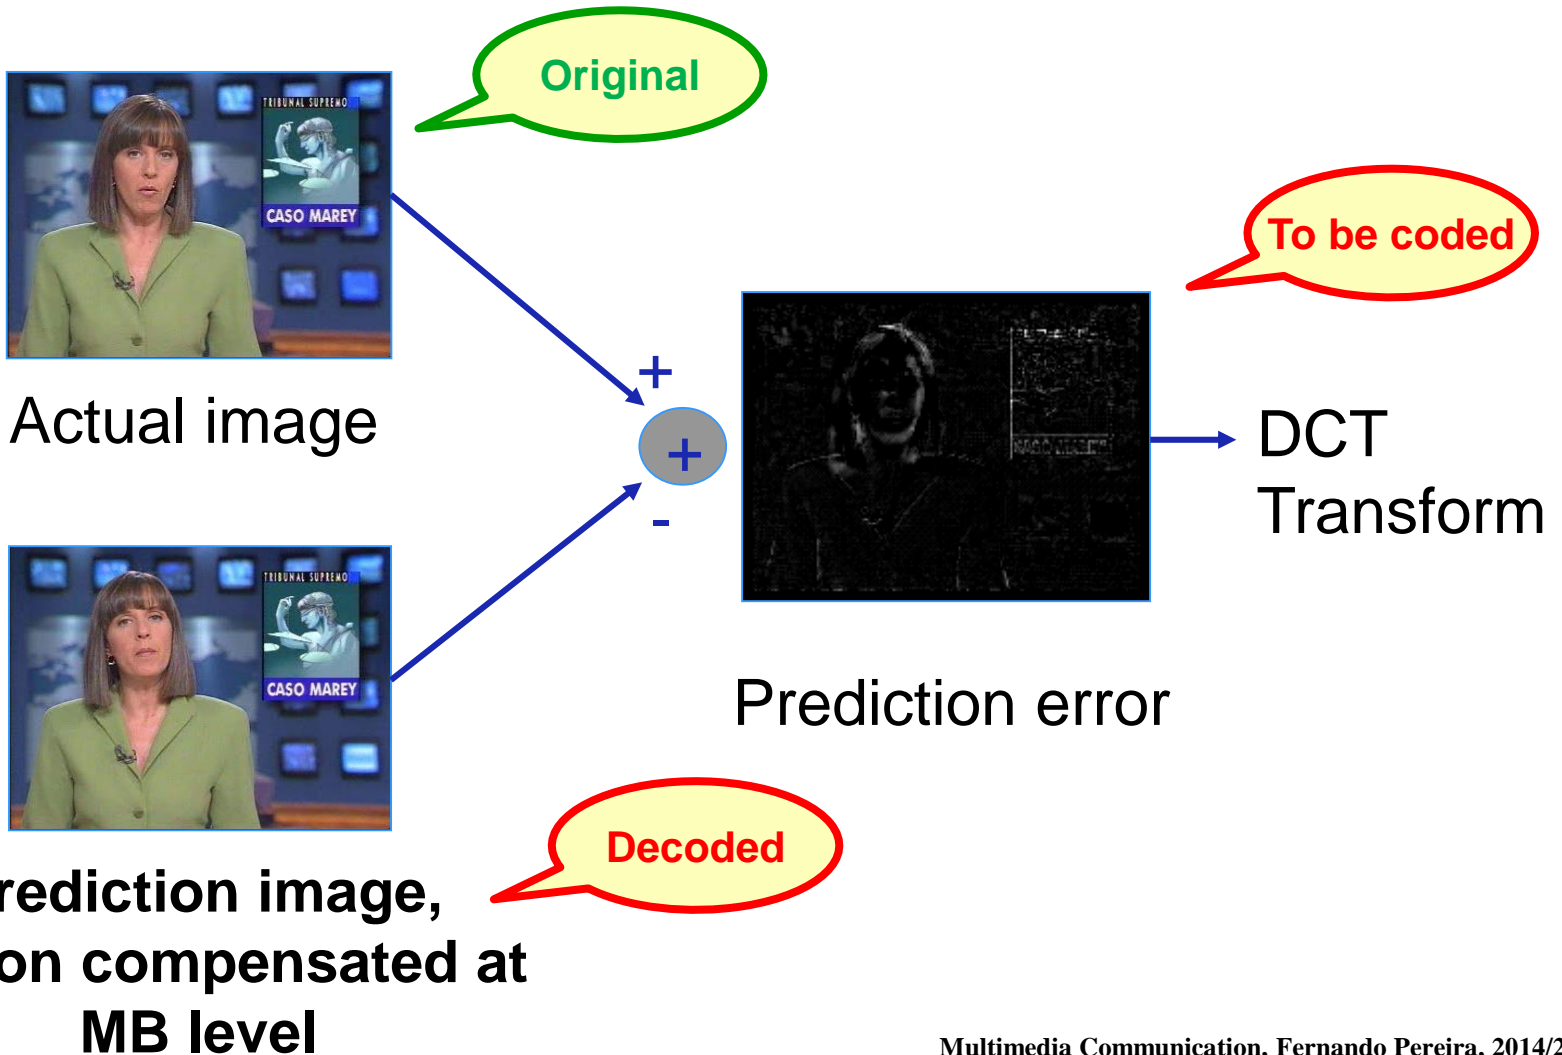 Original
TRIBUNAL SUPREMO
CASO MAREY
To be coded
+
Actual image
+
DCT
Transform
-
TRIBUNAL SUPREMO
CASO MAREY
Prediction error
Decoded
rediction image,
on compensated at
MB level
Multimedia Communication, Fernando Pereira, 2014/2